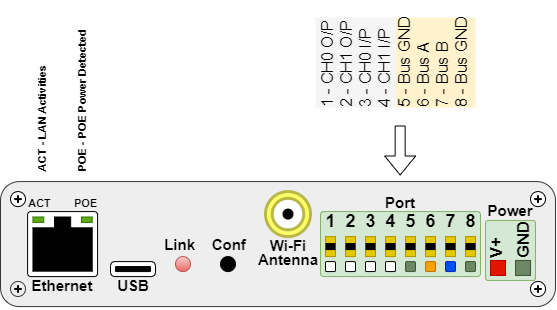 1 - CH0 O/P
2 - CH1 O/P
3 - CH0 I/P
4 - CH1 I/P
5 - Bus GND
6 - Bus A
7 - Bus B
8 - Bus GND
ACT - LAN Activities
POE - POE Power Detected
ACT
POE
Ethernet
USB
Link
Conf
Wi-Fi
Antenna
Port
1 2 3 4 5 6 7 8
Power
V+
GND